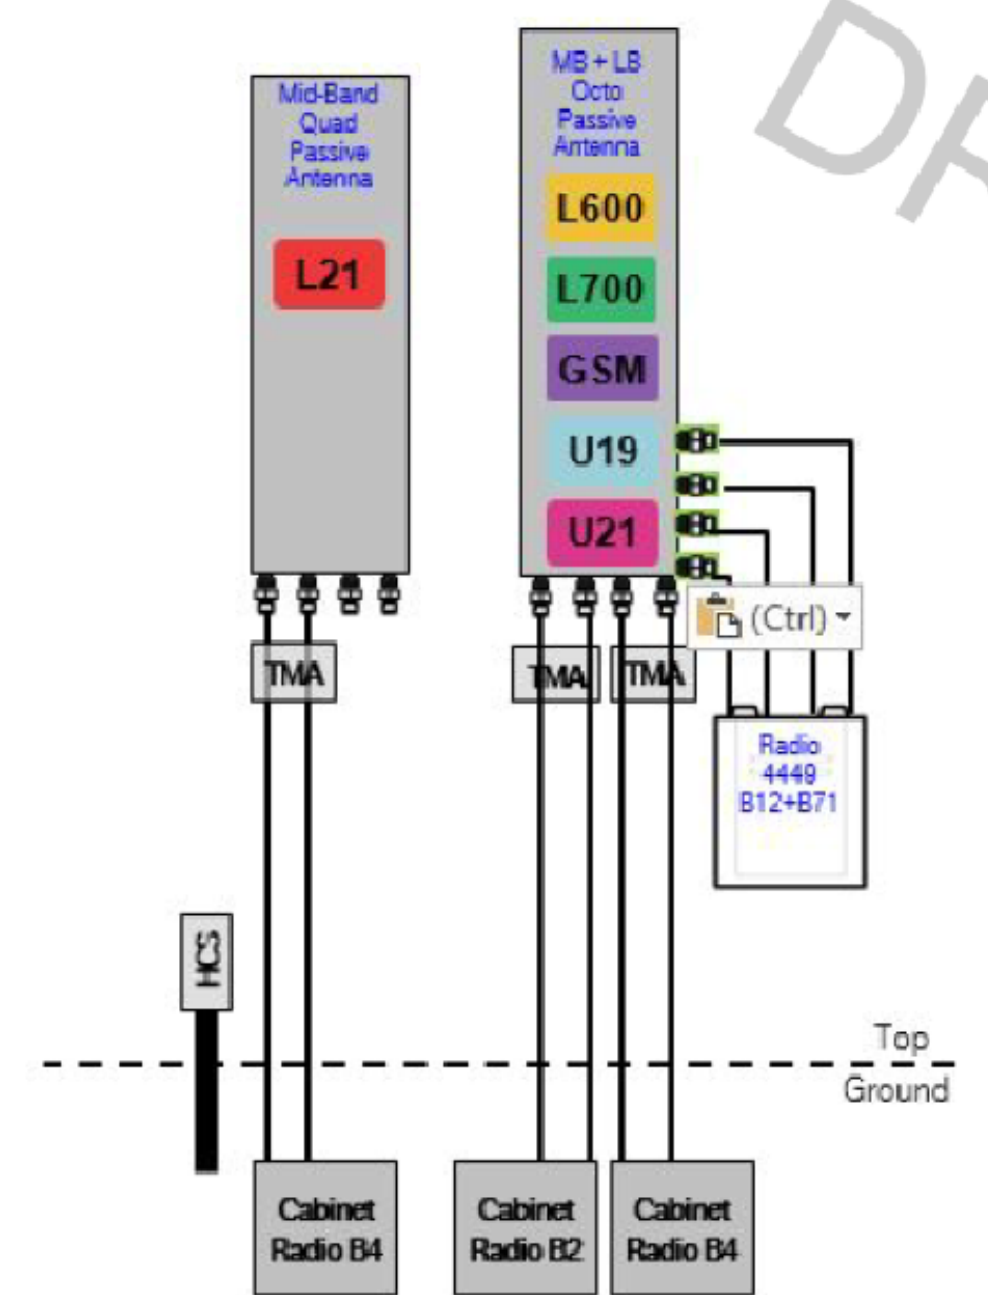 DR
MB + LB
Octo
Passive
Antenna
Mid-Band
Quad
Passive
Antenna
L600
L21
L700
GSM
U19
U21
(Ctrl)
TMA
TMA
TMA
Radio
4449
B12+B71
HCS
Top
Ground
Cabinet
Radio B4
Cabinet
Radio B2
Cabinet
Radio B4